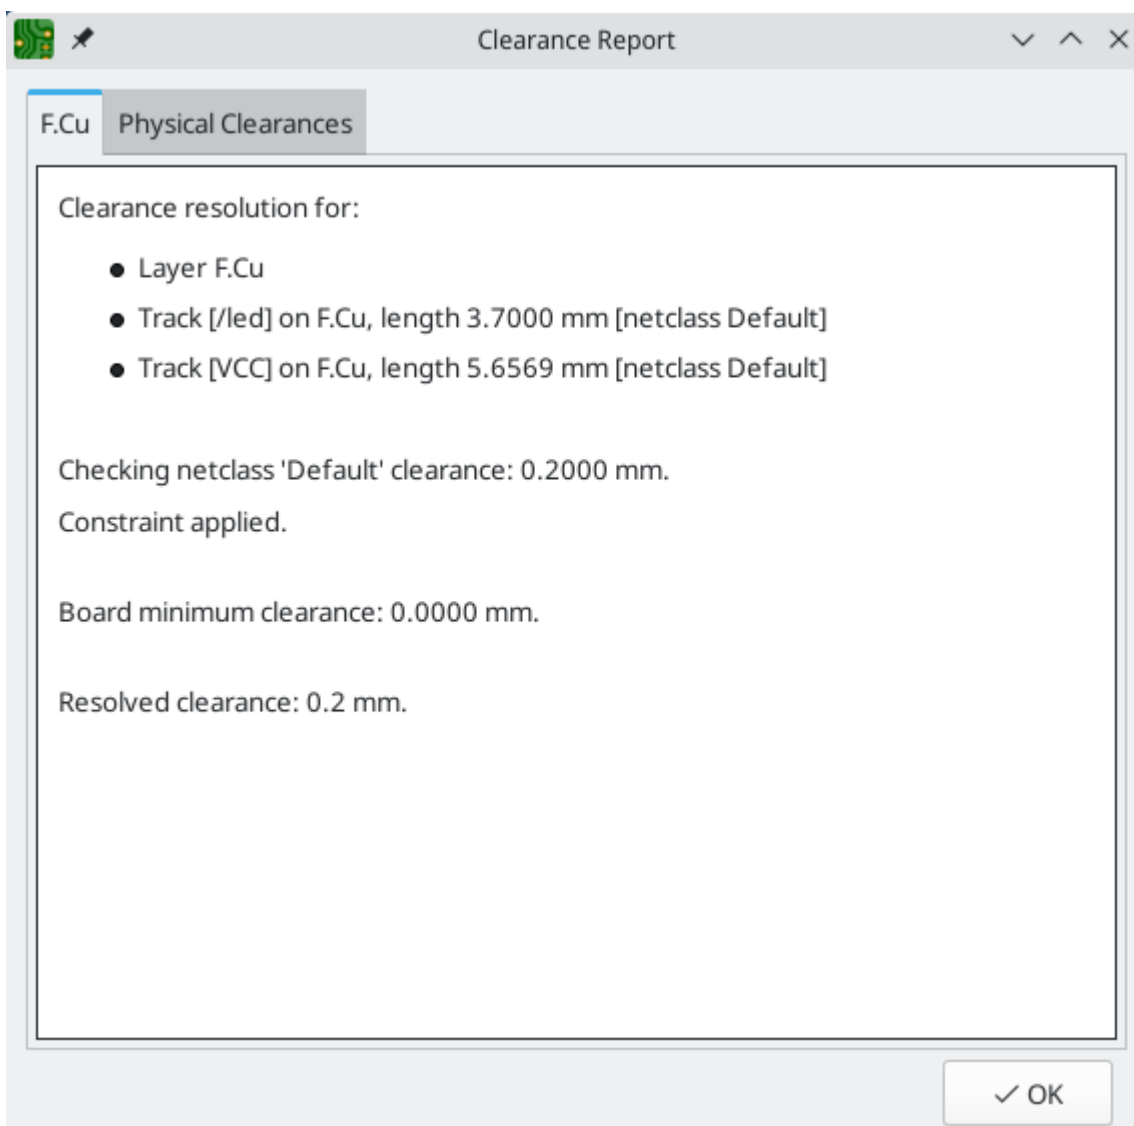 Clearance Report
F.Cu
Physical Clearances
Clearance resolution for:
● Layer F.Cu
● Track [/led] on F.Cu, length 3.7000 mm [netclass Default]
● Track [VCC] on F.Cu, length 5.6569 mm [netclass Default]
Checking netclass 'Default' clearance: 0.2000 mm.
Constraint applied.
Board minimum clearance: 0.0000 mm.
Resolved clearance: 0.2 mm.
OK